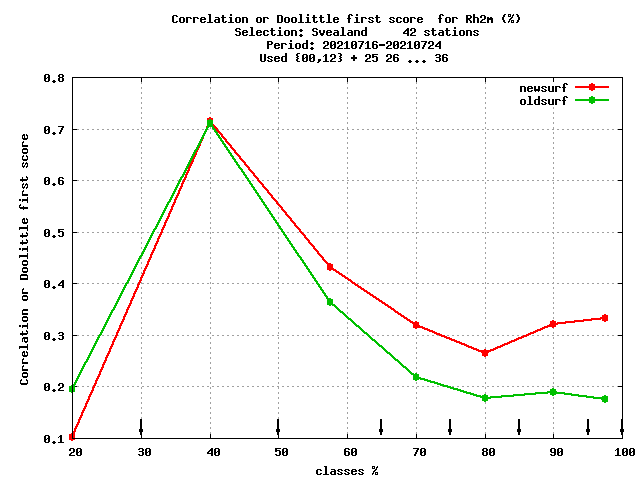 Correlation or Doolittle first score  for Rh2m (%)
Selection: Svealand     42 stations
Period: 20210716-20210724
Used {00,12} + 25 26 ... 36
newsurf
oldsurf
Correlation or Doolittle first score
0.8
0.7
0.6
0.5
0.4
0.3
0.2
0.1
20 30 40 50 60 70 80 90 100
classes %